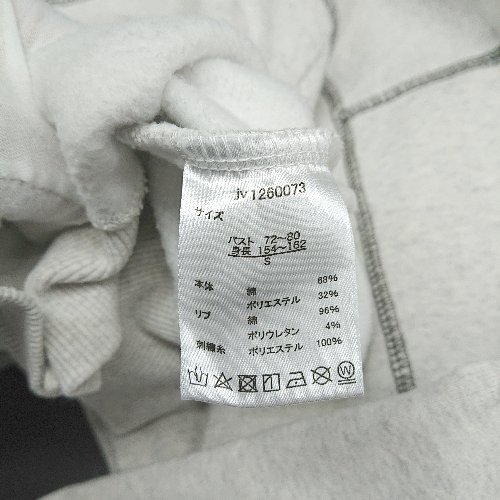 jv1260073
サイズ
バスト 72~80
身長 154~162
S
本体 綿 68%
ポリエステル 32%
リブ 綿 96%
ポリウレタン 4%
刺繍糸 ポリエステル 100%